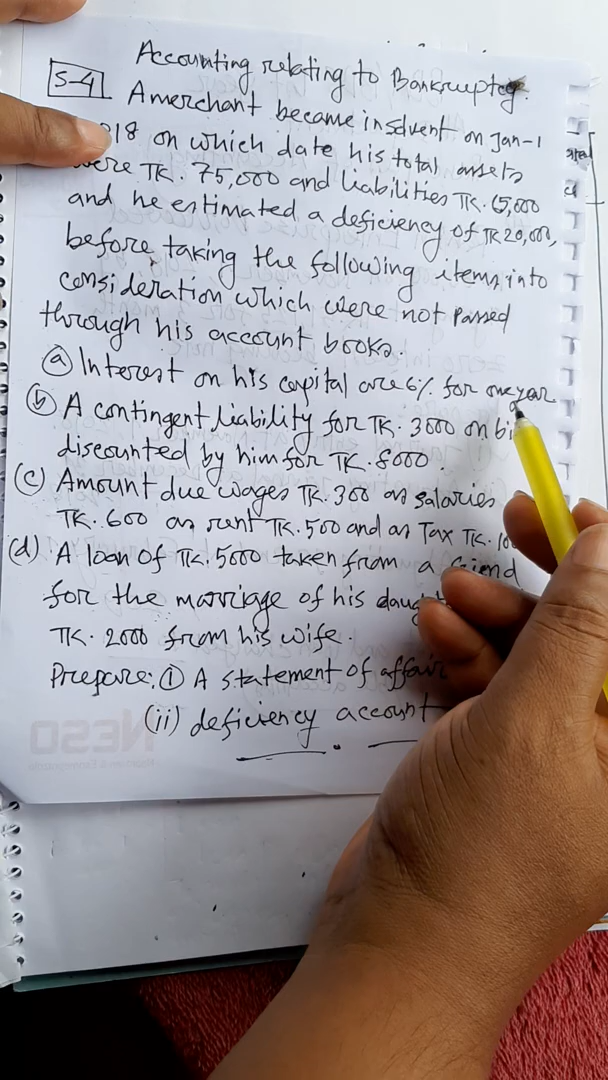 Accounting relating to Bankruptcy.
S-4 A merchant became insolvent on Jan-1
018 on which date his total assets
were TK. 75,000 and Liabilities TK. 65,000
and he estimated a deficiency of TK 20,000,
before taking the following items into
consideration which were not passed
through his account books.
(a) Interest on his capital are 6% for one year
(b) A contingent liability for TK. 3000 on
discounted by him for TK. 8000.
(c) Amount due wages TK. 300 as salaries
TK. 600 as rent TK. 500 and as Tax TK.
(d) A loan of TK. 5000 taken from a friend
for the marriage of his
TK. 2000 from his wife.
Prepare: (i) A statement of affair
(ii) deficiency account
NESO